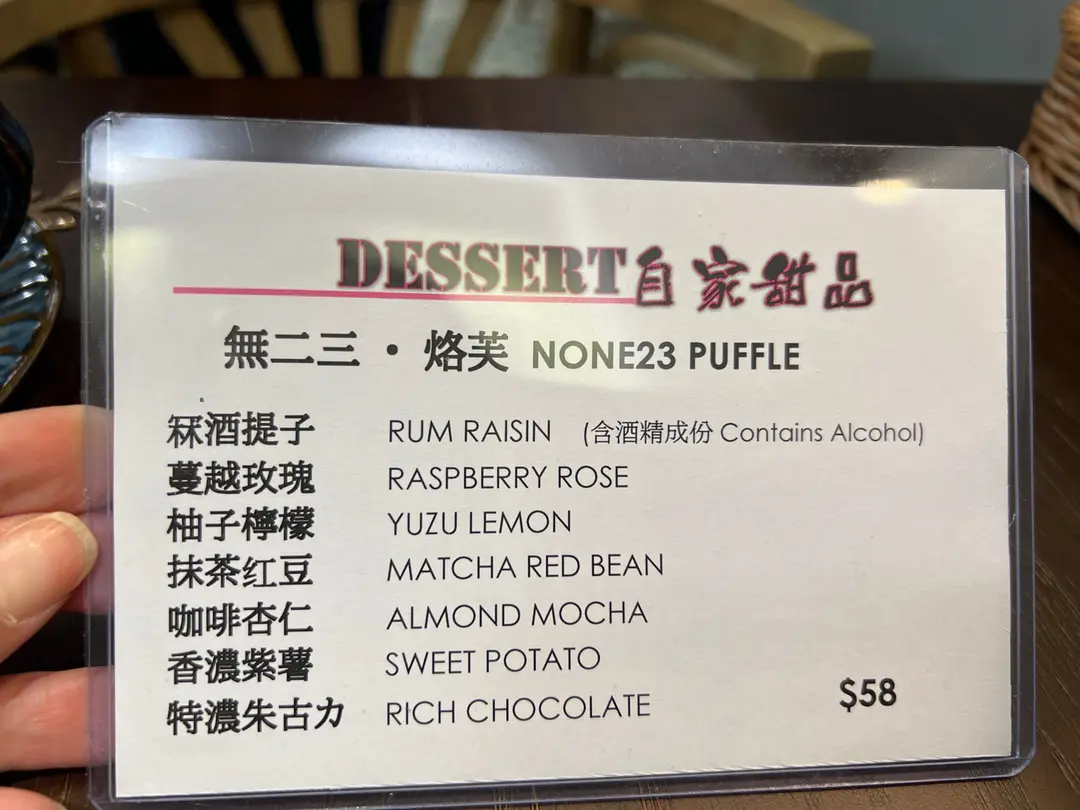 DESSERT自家甜品
無二三 • 烙芙 NONE23 PUFFLE
冧酒提子 RUM RAISIN (含酒精成份 Contains Alcohol)
蔓越玫瑰 RASPBERRY ROSE
柚子檸檬 YUZU LEMON
抹茶红豆 MATCHA RED BEAN
咖啡杏仁 ALMOND MOCHA
香濃紫薯 SWEET POTATO
特濃朱古力 RICH CHOCOLATE $58